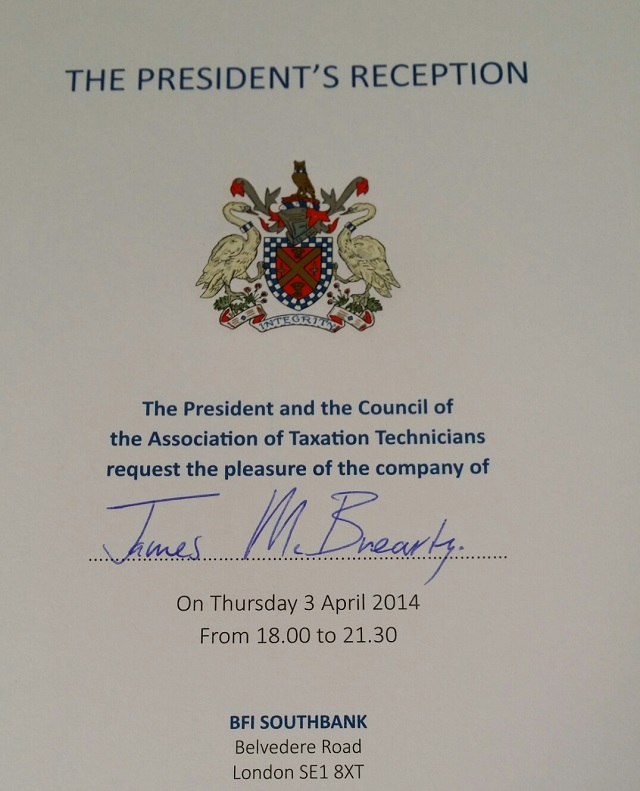 THE PRESIDENT'S RECEPTION
INTEGRITY
The President and the Council of
the Association of Taxation Technicians
request the pleasure of the company of
James McBrearty.
On Thursday 3 April 2014
From 18.00 to 21.30
BFI SOUTHBANK
Belvedere Road
London SE1 8XT